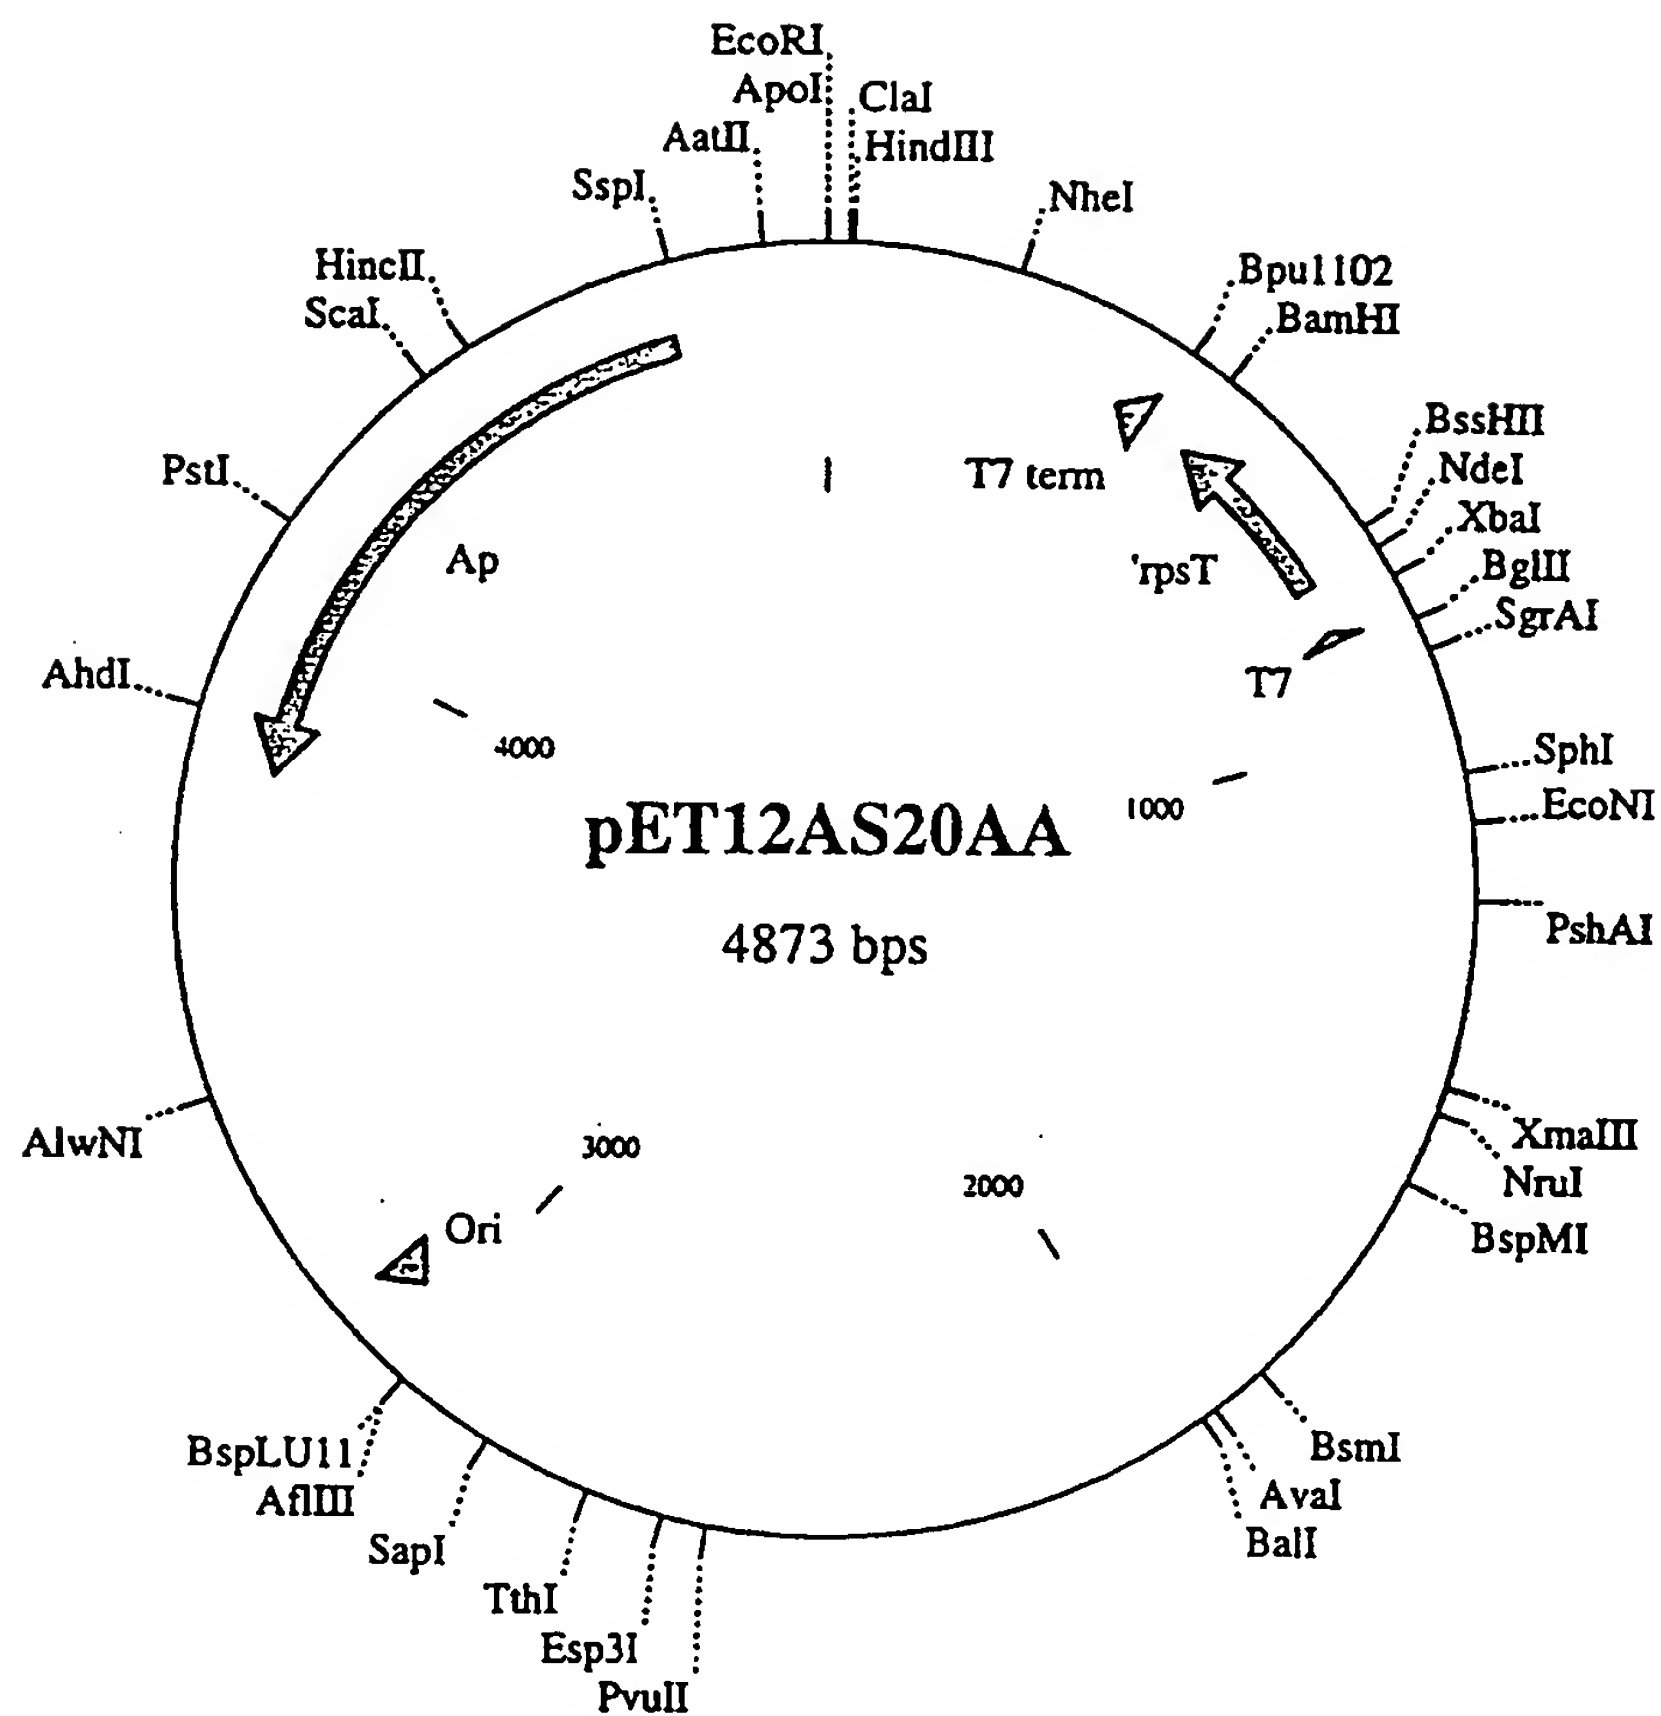 EcoRI
ApoI
ClaI
AatII
HindIII
SspI
NheI
HincII
Bpu1102
ScaI
BamHI
BssHII
PstI
NdeI
T7 term
XbaI
Ap
'rpsT
BglII
SgrAI
AhdI
T7
4000
SphI
1000
EcoNI
pET12AS20AA
PshAI
4873 bps
AlwNI
3000
XmaIII
2000
NruI
Ori
BspMI
BspLU11
BsmI
AflIII
AvaI
SapI
BalI
TthI
Esp3I
PvuII